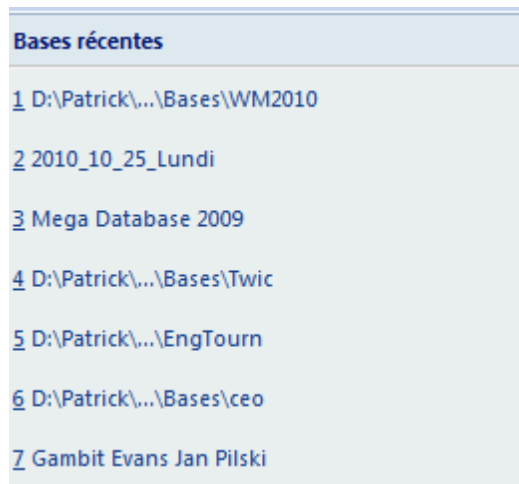 Bases récentes
1 D:\Patrick\...\Bases\WM2010
2 2010_10_25_Lundi
3 Mega Database 2009
4 D:\Patrick\...\Bases\Twic
5 D:\Patrick\...\EngTourn
6 D:\Patrick\...\Bases\ceo
7 Gambit Evans Jan Pilski